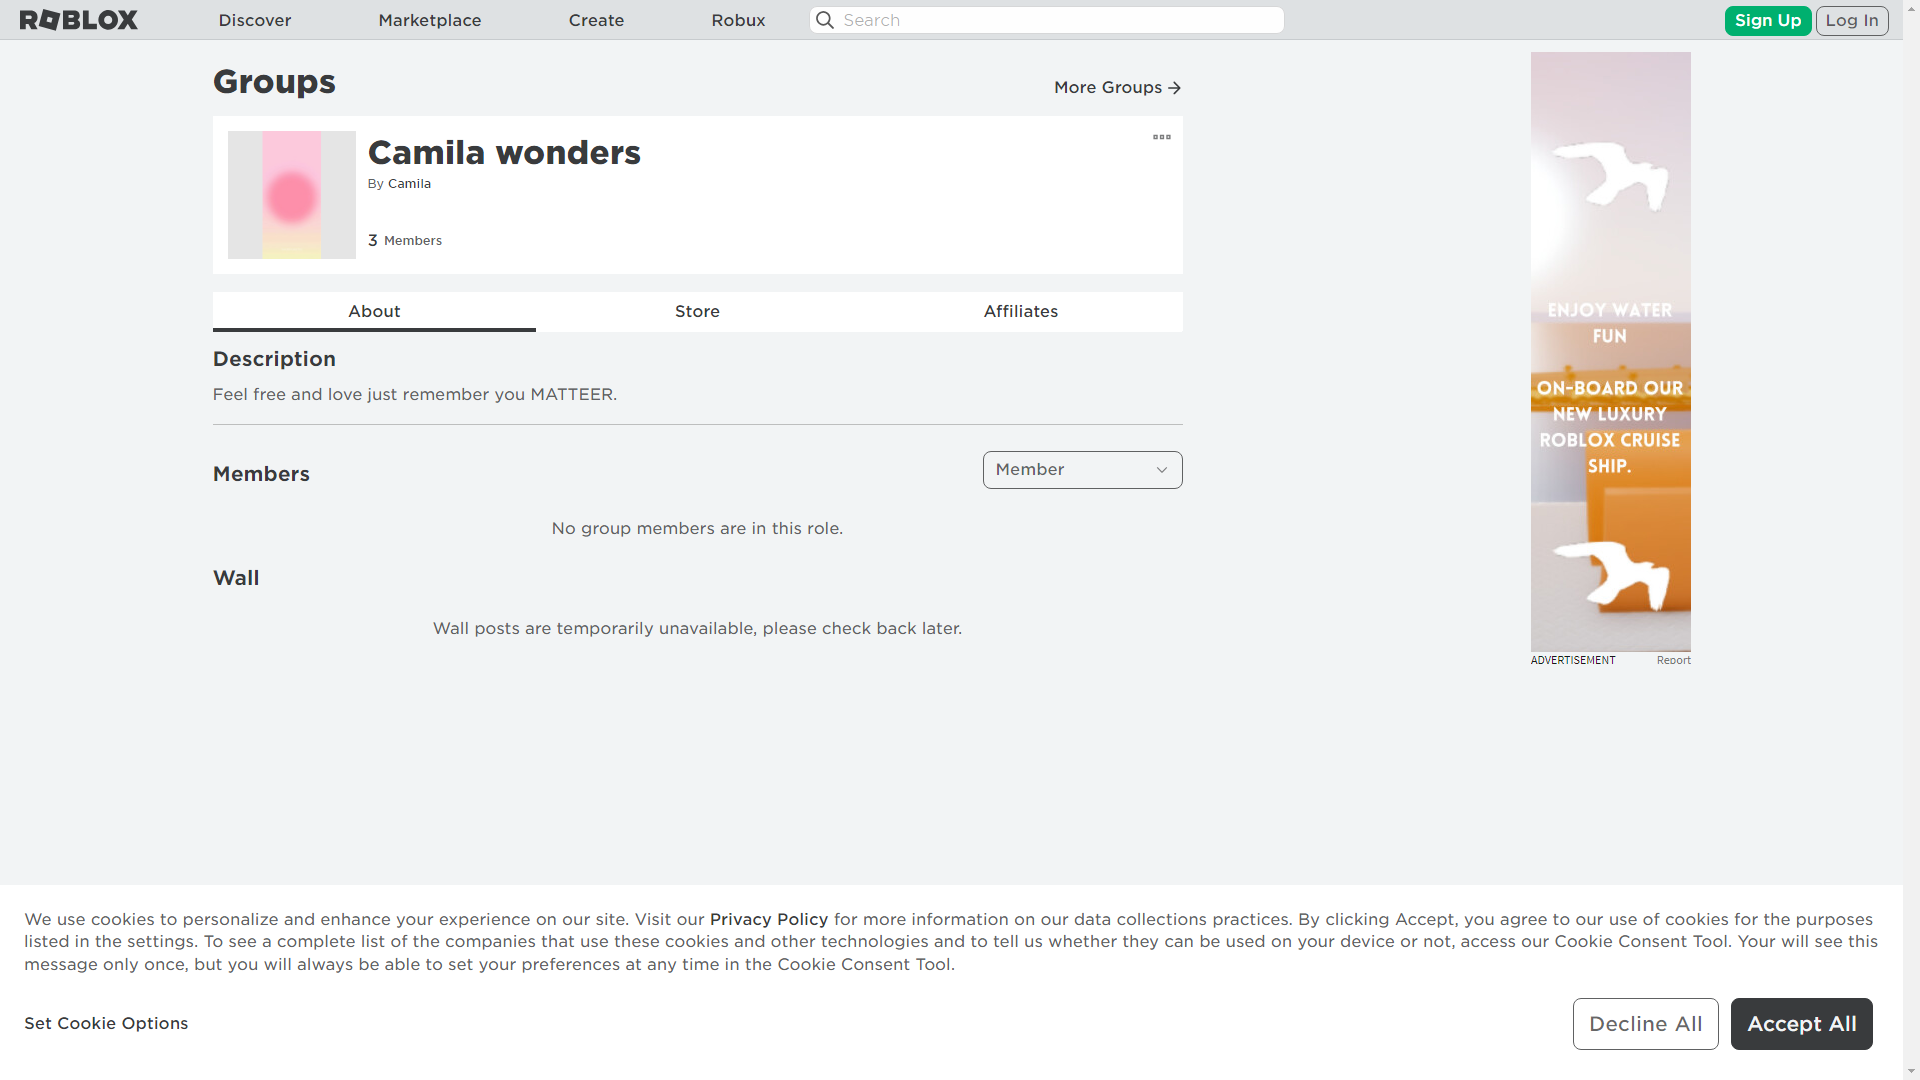 ROBLOX
Discover
Marketplace
Create
Robux
Search
Sign Up
Log In
Groups
More Groups
Camila wonders
By Camila
3 Members
About
Store
Affiliates
Description
Feel free and love just remember you MATTEER.
Members
Member
No group members are in this role.
Wall
Wall posts are temporarily unavailable, please check back later.
ENJOY WATER
FUN
ON-BOARD OUR
NEW LUXURY
ROBLOX CRUISE
SHIP.
ADVERTISEMENT
Report
We use cookies to personalize and enhance your experience on our site. Visit our Privacy Policy for more information on our data collections practices. By clicking Accept, you agree to our use of cookies for the purposes
listed in the settings. To see a complete list of the companies that use these cookies and other technologies and to tell us whether they can be used on your device or not, access our Cookie Consent Tool. Your will see this
message only once, but you will always be able to set your preferences at any time in the Cookie Consent Tool.
Set Cookie Options
Decline All
Accept All